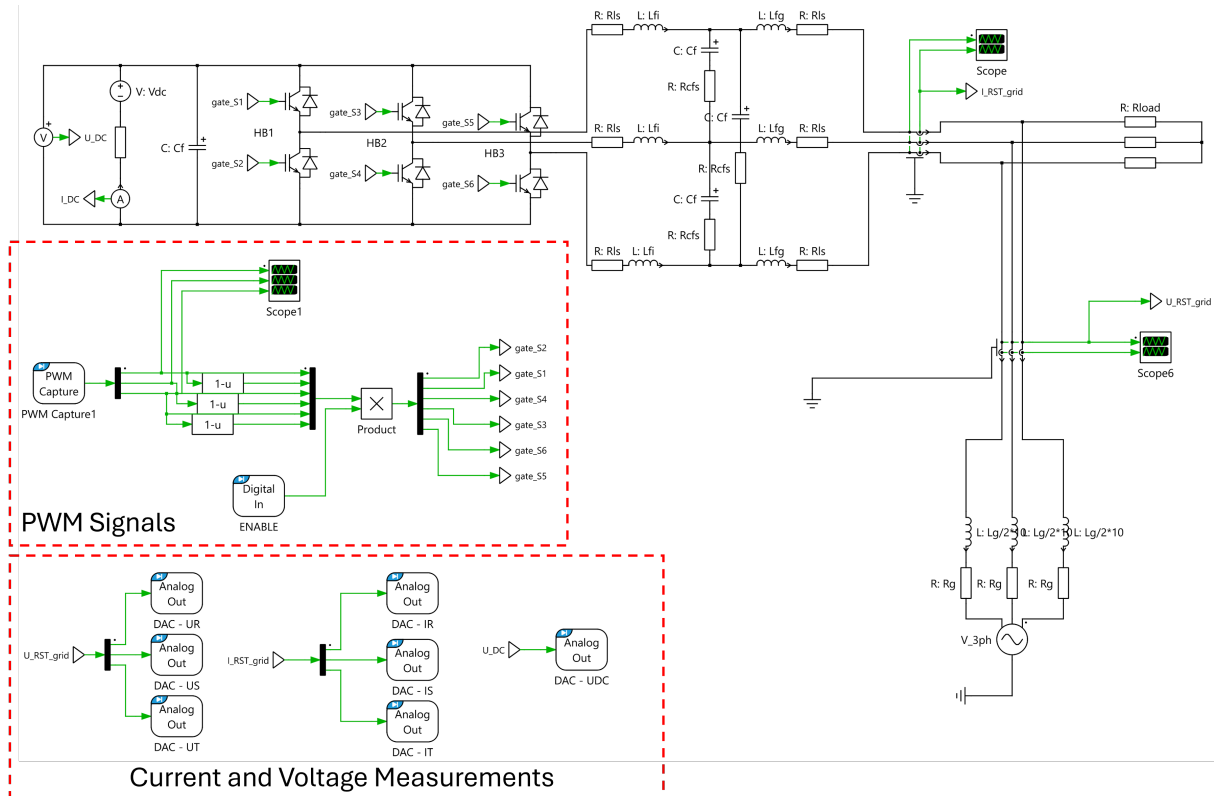 R: Rls
L: Lfi
L: Lfg
R: Rls
C: Cf
R: Rcfs
Scope
I_RST_grid
V: Vdc
gate_S1
gate_S3
gate_S5
R: Rload
V
U_DC
C: Cf
HB1
HB2
HB3
R: Rls
L: Lfi
C: Cf
L: Lfg
R: Rls
gate_S2
gate_S4
gate_S6
R: Rcfs
I_DC
A
C: Cf
R: Rcfs
R: Rls
L: Lfi
L: Lfg
R: Rls
Scope1
U_RST_grid
Scope6
PWM
Capture
PWM Capture1
1-u
1-u
1-u
Product
gate_S2
gate_S1
gate_S4
gate_S3
gate_S6
gate_S5
Digital
In
ENABLE
PWM Signals
L: Lg/2*10
L: Lg/2*10
L: Lg/2*10
R: Rg
R: Rg
R: Rg
V_3ph
U_RST_grid
Analog
Out
DAC - UR
Analog
Out
DAC - US
Analog
Out
DAC - UT
I_RST_grid
Analog
Out
DAC - IR
Analog
Out
DAC - IS
Analog
Out
DAC - IT
U_DC
Analog
Out
DAC - UDC
Current and Voltage Measurements